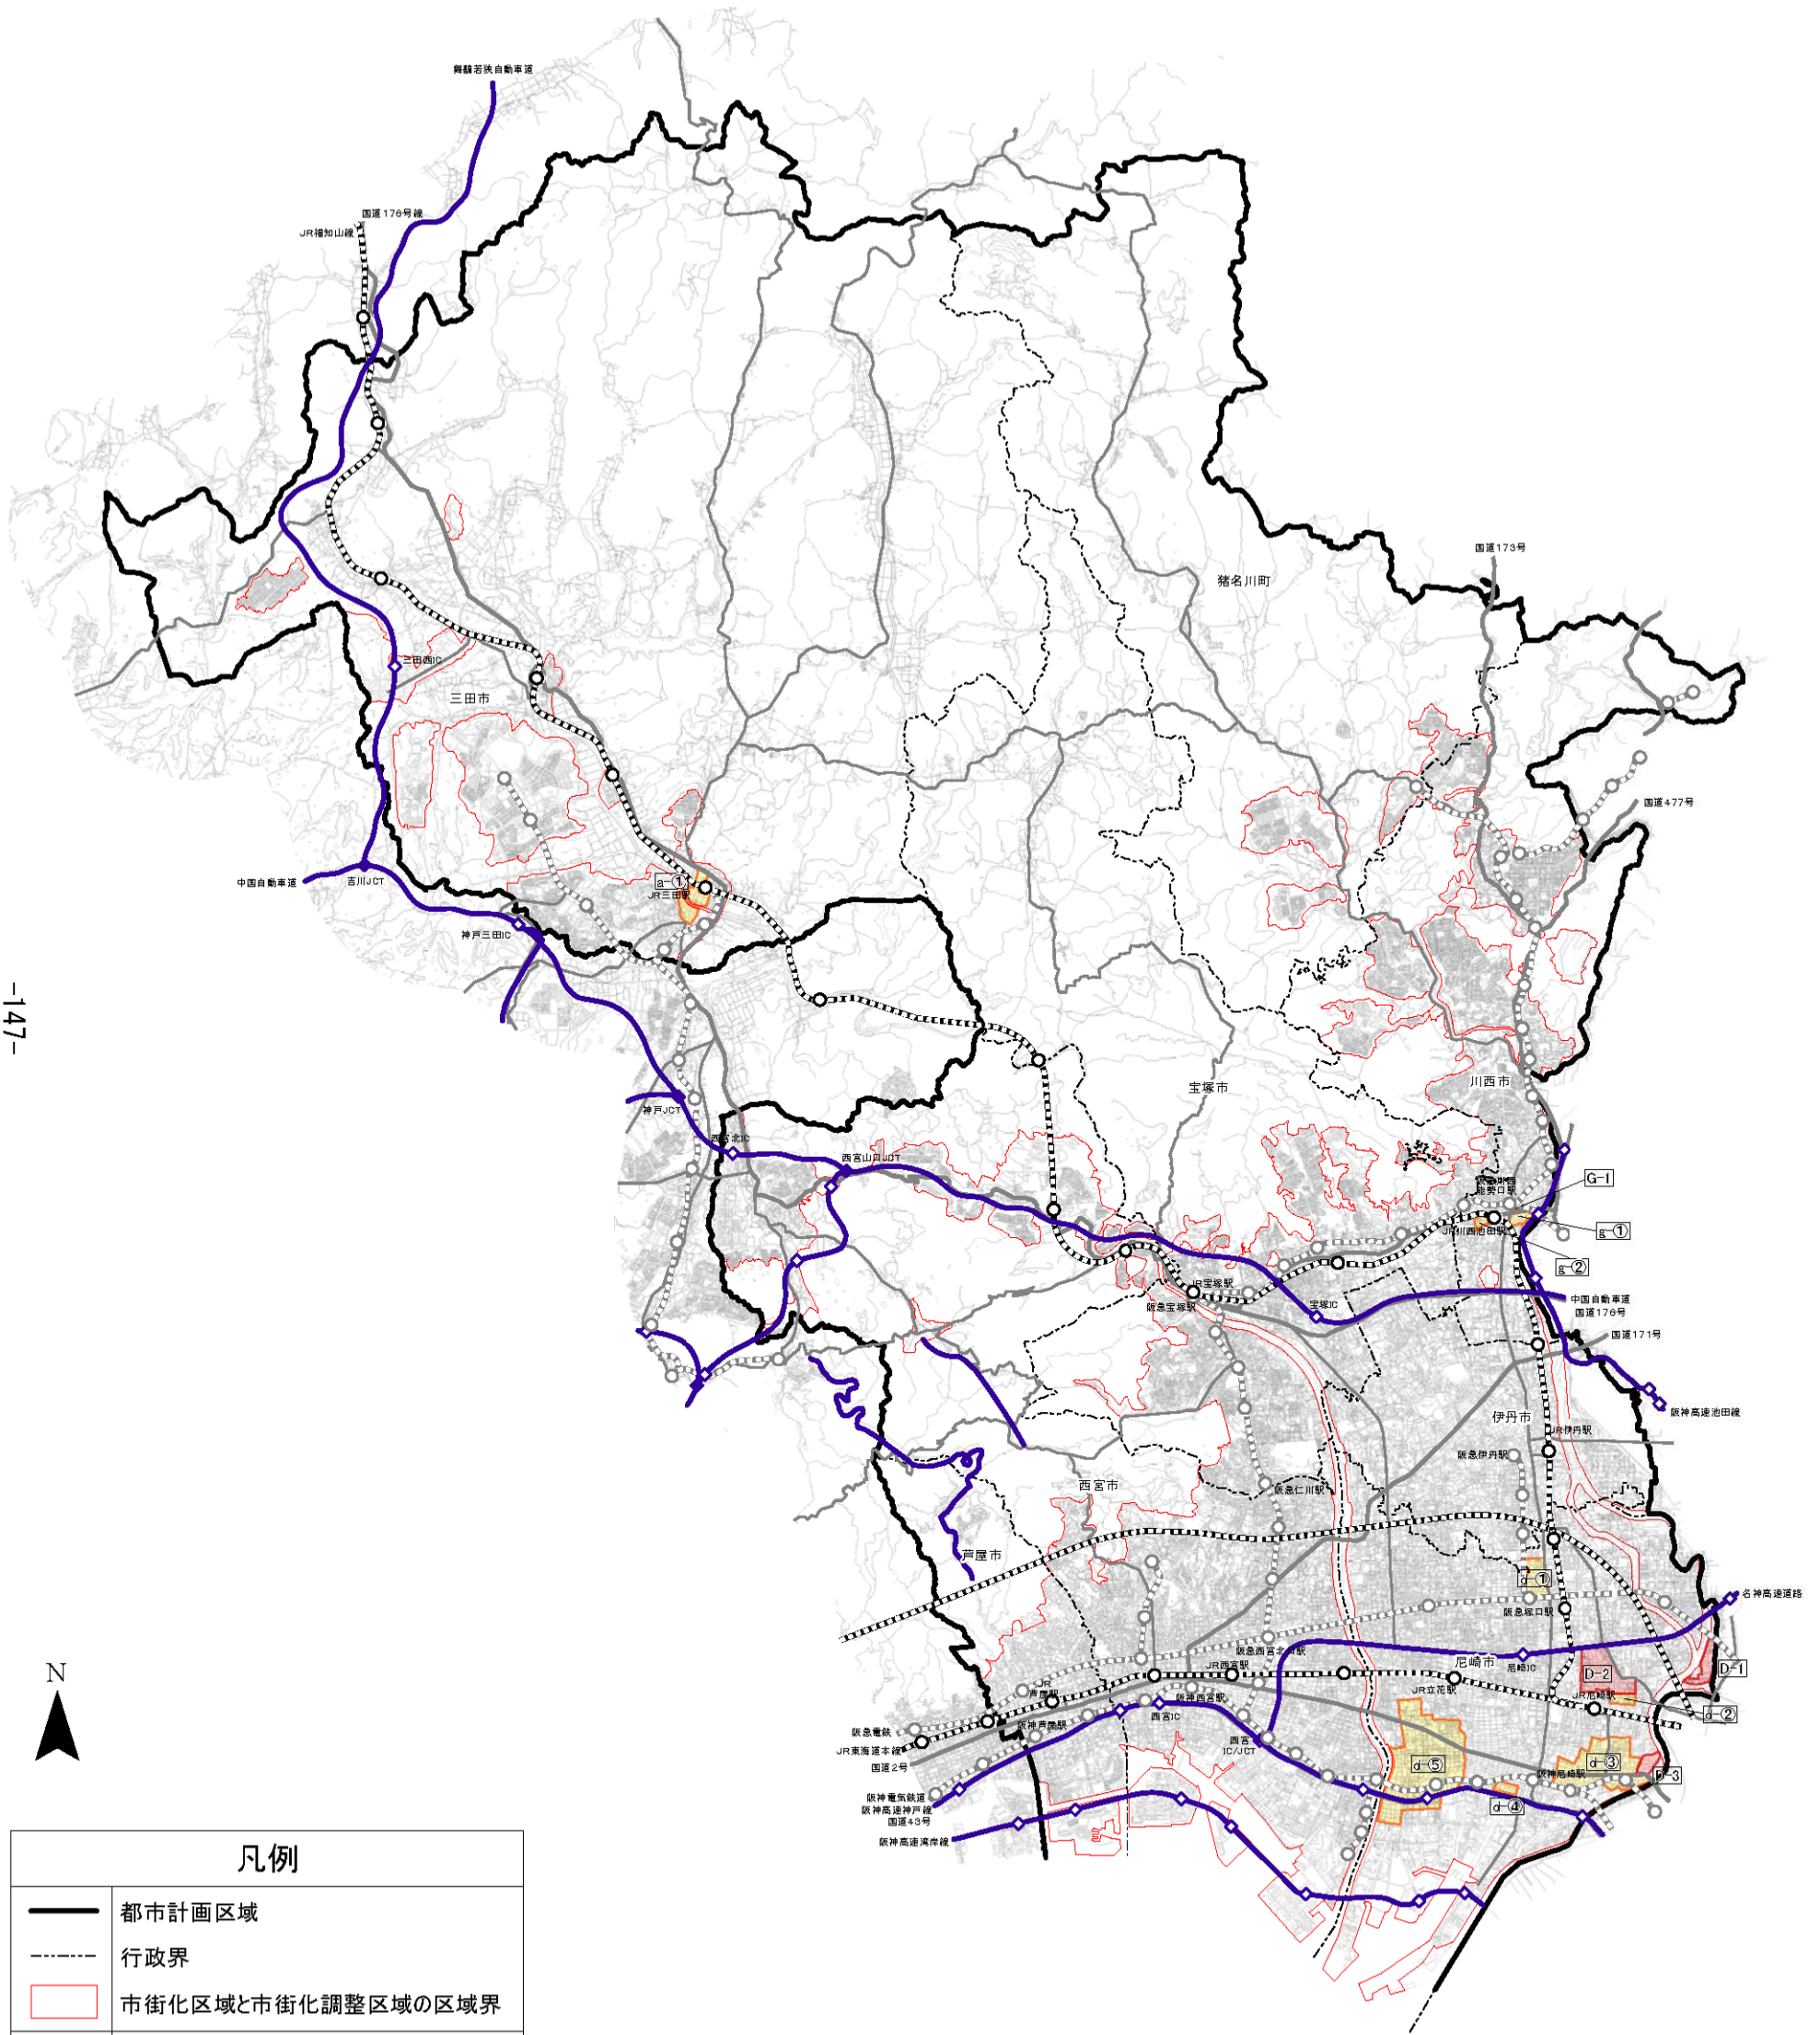 舞鶴若狭自動車道
国道176号線
JR福知山線
国道173号
猪名川町
三田西IC
三田市
国道477号
中国自動車道
吉川JCT
a-①
JR三田駅
神戸三田IC
-147-
川西市
宝塚市
神戸JCT
西宮北IC
西宮山口JCT
G-1
能勢口駅
JR川西池田駅
g-①
g-②
JR宝塚駅
阪急宝塚駅
宝塚IC
中国自動車道
国道176号
国道171号
阪神高速池田線
伊丹市
JR伊丹駅
阪急伊丹駅
西宮市
阪急仁川駅
芦屋市
d-①
名神高速道路
阪急塚口駅
阪急西宮北口駅
尼崎市
尼崎IC
JR西宮駅
D-2
D-1
JR
芦屋駅
JR立花駅
JR尼崎駅
阪神西宮駅
d-②
阪神芦屋駅
西宮IC
阪急電鉄
JR東海道本線
国道2号
西宮
IC/JCT
d-⑤
d-③
阪神尼崎駅
D-3
d-④
阪神電気鉄道
阪神高速神戸線
国道43号
阪神高速湾岸線
N
凡例
都市計画区域
行政界
市街化区域と市街化調整区域の区域界